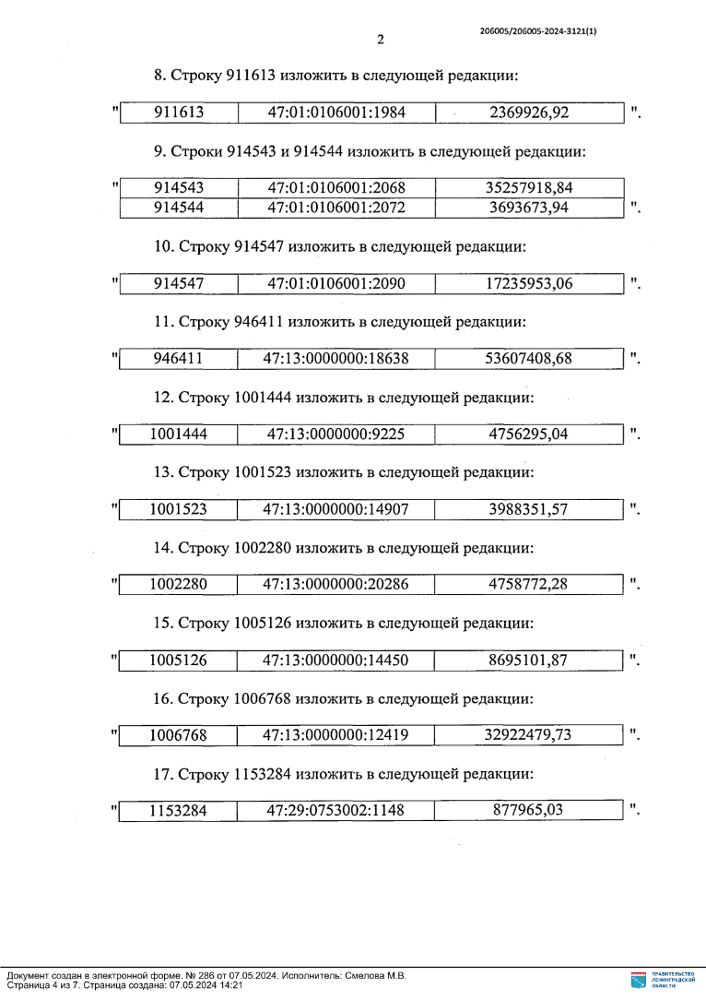 206005/206005-2024-3121(1)
2
8. Строку 911613 изложить в следующей редакции:
" 911613 47:01:0106001:1984 2369926,92 ".
9. Строки 914543 и 914544 изложить в следующей редакции:
" 914543 47:01:0106001:2068 35257918,84
914544 47:01:0106001:2072 3693673,94 ".
10. Строку 914547 изложить в следующей редакции:
" 914547 47:01:0106001:2090 17235953,06 ".
11. Строку 946411 изложить в следующей редакции:
" 946411 47:13:0000000:18638 53607408,68 ".
12. Строку 1001444 изложить в следующей редакции:
" 1001444 47:13:0000000:9225 4756295,04 ".
13. Строку 1001523 изложить в следующей редакции:
" 1001523 47:13:0000000:14907 3988351,57 ".
14. Строку 1002280 изложить в следующей редакции:
" 1002280 47:13:0000000:20286 4758772,28 ".
15. Строку 1005126 изложить в следующей редакции:
" 1005126 47:13:0000000:14450 8695101,87 ".
16. Строку 1006768 изложить в следующей редакции:
" 1006768 47:13:0000000:12419 32922479,73 ".
17. Строку 1153284 изложить в следующей редакции:
" 1153284 47:29:0753002:1148 877965,03 ".
Документ создан в электронной форме. № 286 от 07.05.2024. Исполнитель: Смелова М.В.
Страница 4 из 7. Страница создана: 07.05.2024 14:21
ПРАВИТЕЛЬСТВО
ЛЕНИНГРАДСКОЙ
ОБЛАСТИ